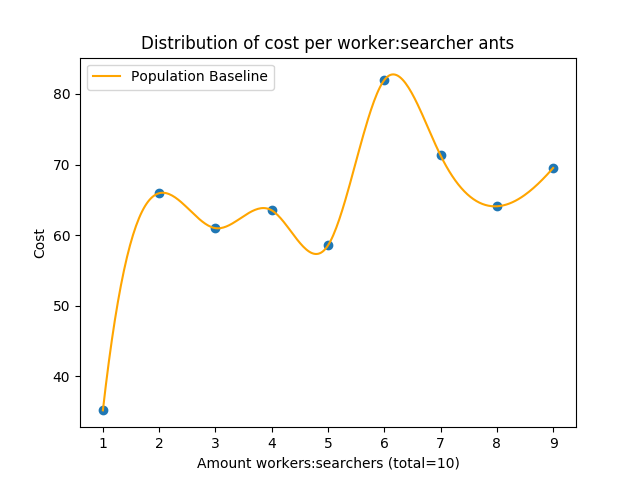 Distribution of cost per worker:searcher ants
Population Baseline
80
70
60
50
40
Cost
1 2 3 4 5 6 7 8 9
Amount workers:searchers (total=10)